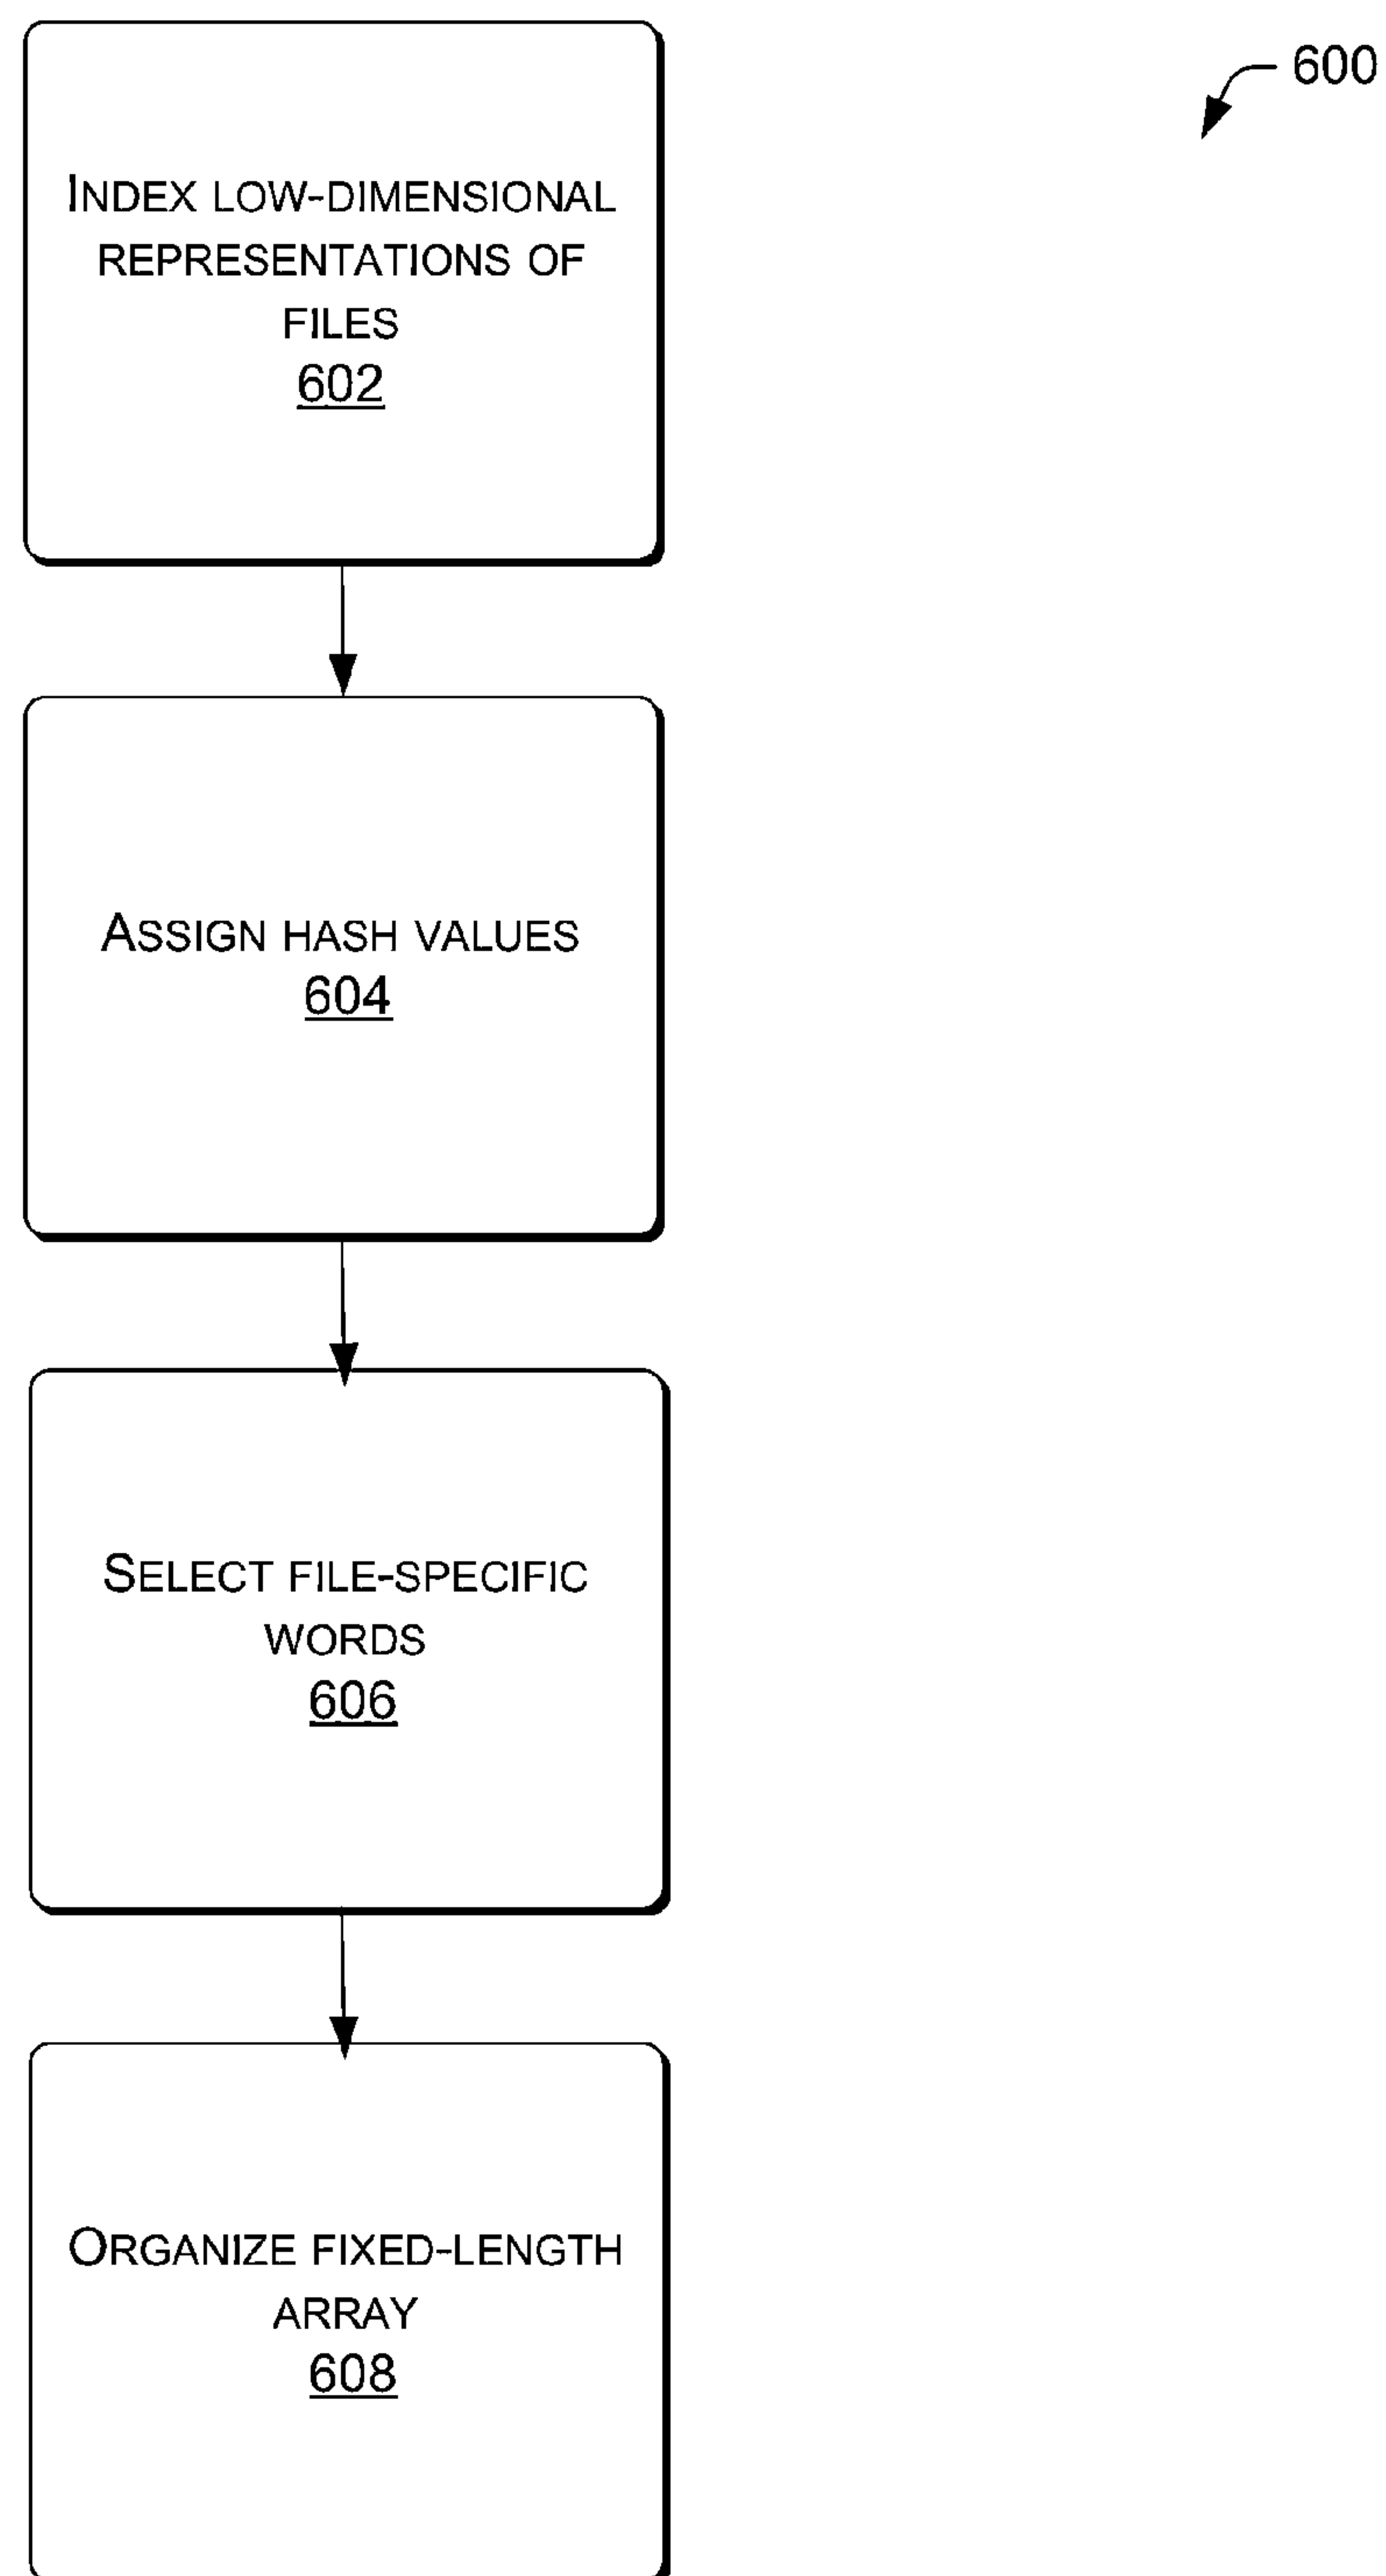 600
INDEX LOW-DIMENSIONAL
REPRESENTATIONS OF
FILES
602
ASSIGN HASH VALUES
604
SELECT FILE-SPECIFIC
WORDS
606
ORGANIZE FIXED-LENGTH
ARRAY
608